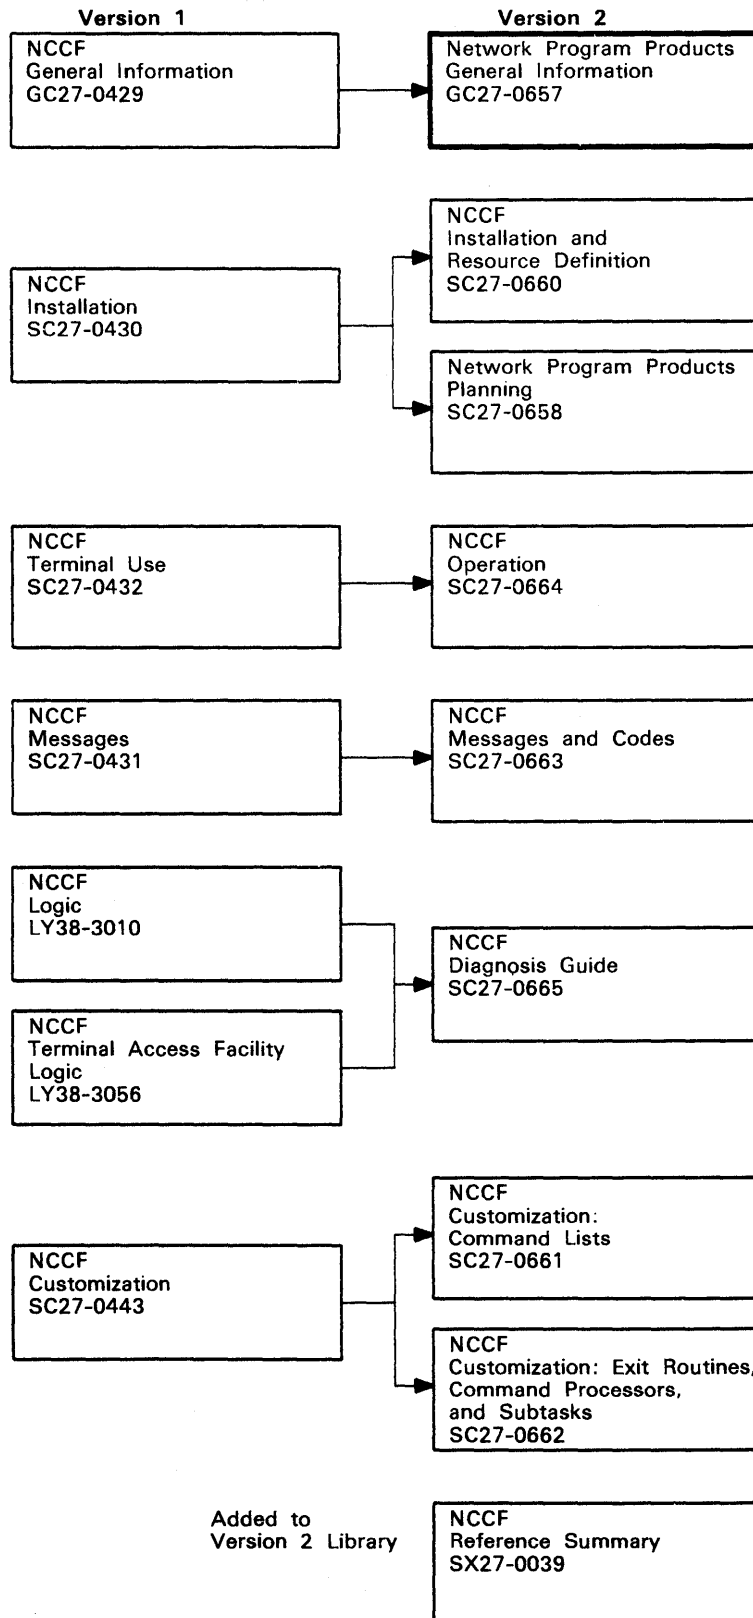 Version 1
Version 2
NCCF
General Information
GC27-0429
Network Program Products
General Information
GC27-0657
NCCF
Installation
SC27-0430
NCCF
Installation and
Resource Definition
SC27-0660
Network Program Products
Planning
SC27-0658
NCCF
Terminal Use
SC27-0432
NCCF
Operation
SC27-0664
NCCF
Messages
SC27-0431
NCCF
Messages and Codes
SC27-0663
NCCF
Logic
LY38-3010
NCCF
Terminal Access Facility
Logic
LY38-3056
NCCF
Diagnosis Guide
SC27-0665
NCCF
Customization
SC27-0443
NCCF
Customization:
Command Lists
SC27-0661
NCCF
Customization: Exit Routines,
Command Processors,
and Subtasks
SC27-0662
Added to
Version 2 Library
NCCF
Reference Summary
SX27-0039